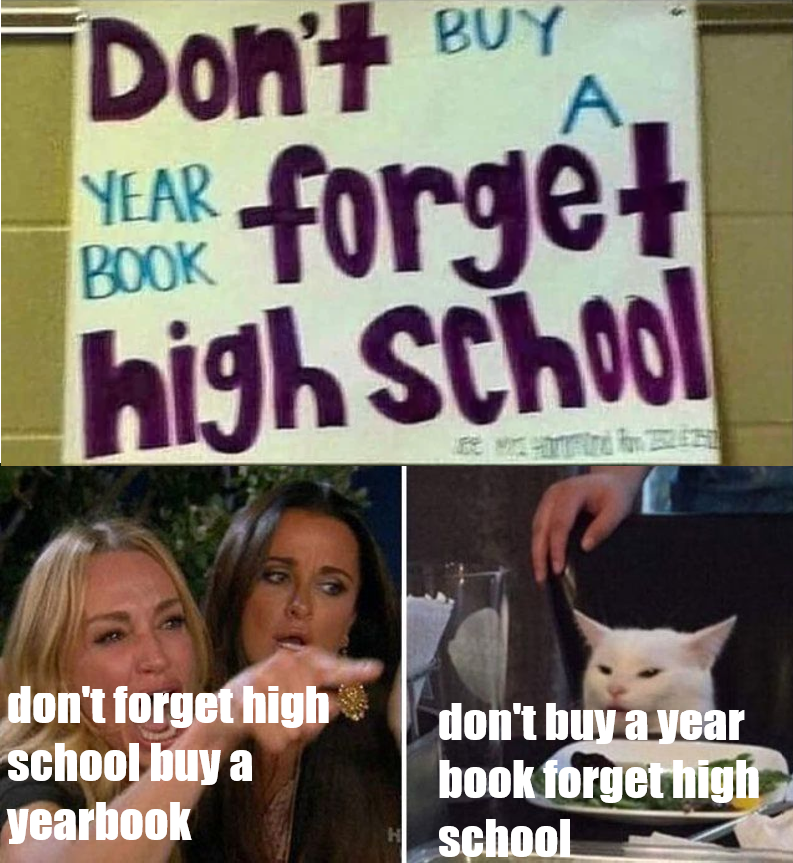 Don't BUY
A
YEAR forget
BOOK
high school
see
don't forget high
school buy a
yearbook
don't buy a year
book forget high
school